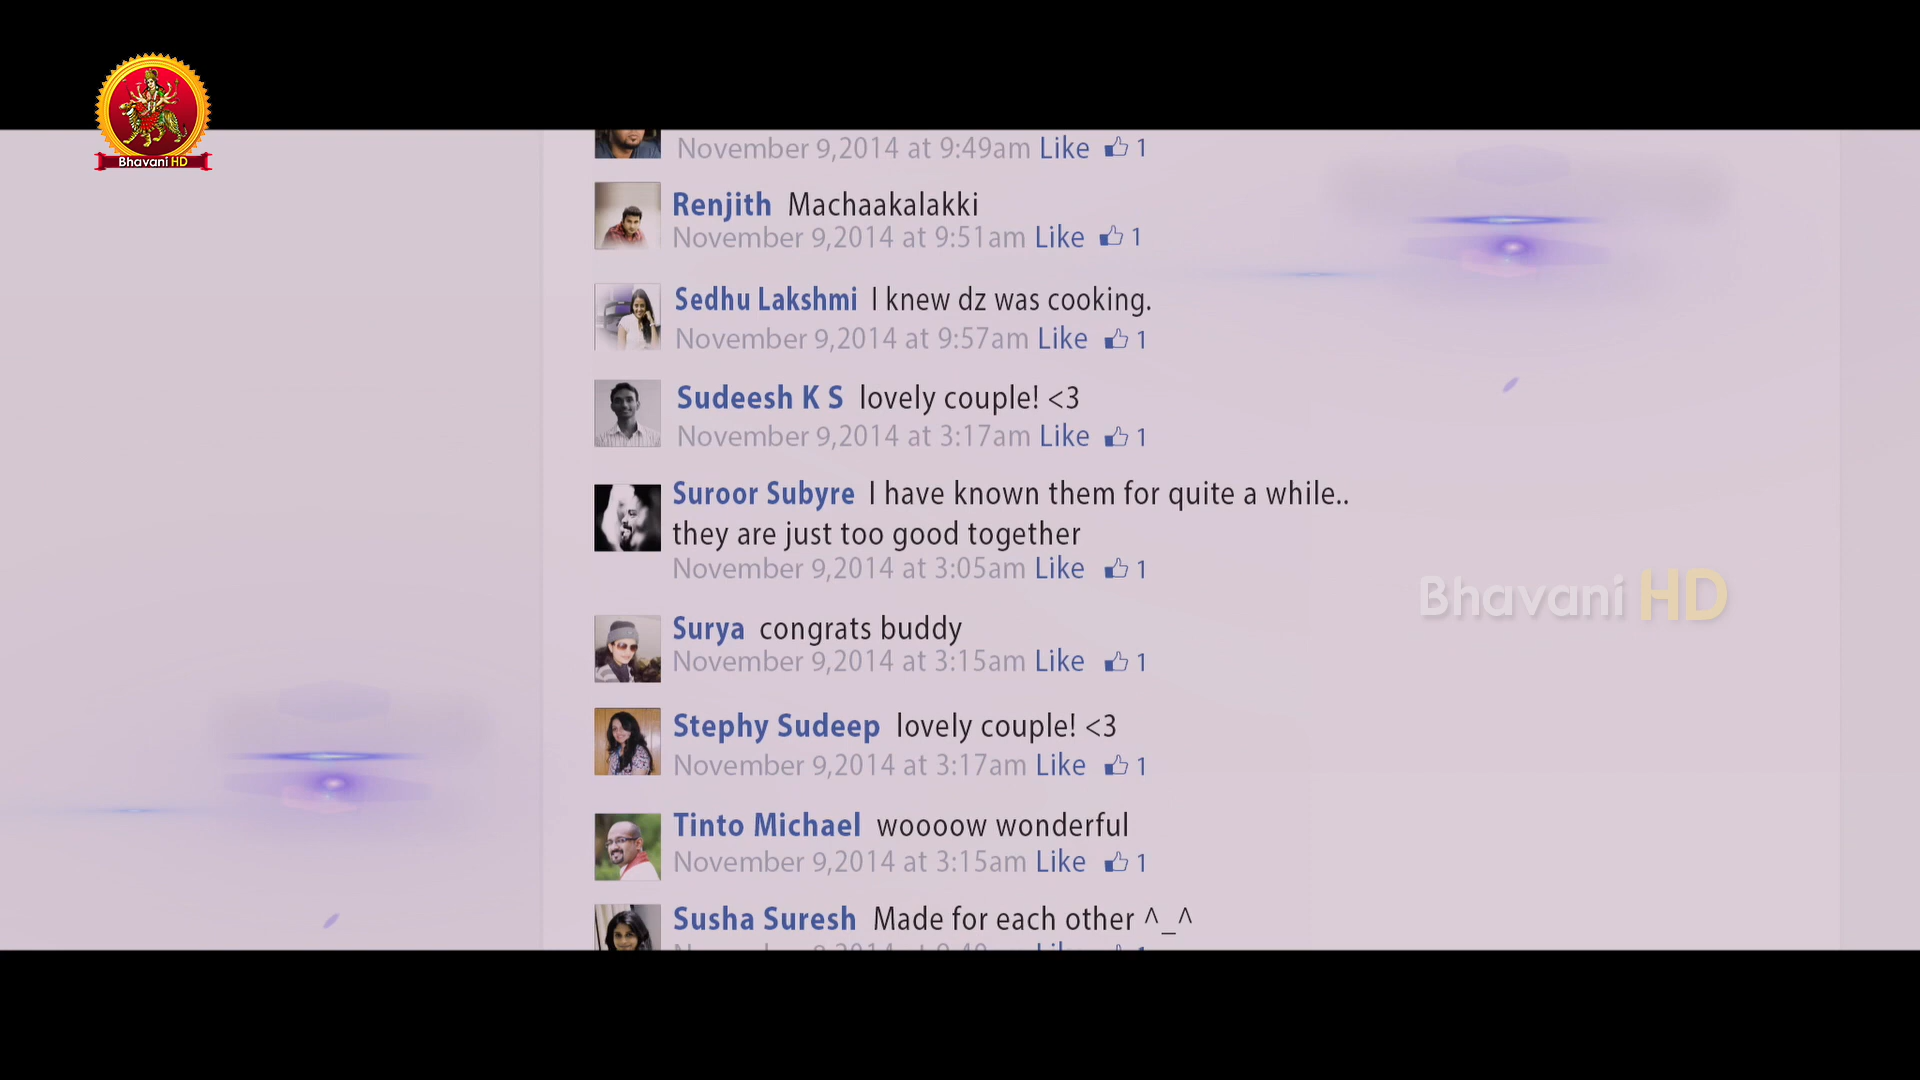 Bhavani HD
November 9,2014 at 9:49am Like 1
Renjith Machaakalakki
November 9,2014 at 9:51am Like 1
Sedhu Lakshmi I knew dz was cooking.
November 9,2014 at 9:57am Like 1
Sudeesh K S lovely couple! <3
November 9,2014 at 3:17am Like 1
Suroor Subyre I have known them for quite a while..
they are just too good together
November 9,2014 at 3:05am Like 1
Bhavani HD
Surya congrats buddy
November 9,2014 at 3:15am Like 1
Stephy Sudeep lovely couple! <3
November 9,2014 at 3:17am Like 1
Tinto Michael woooow wonderful
November 9,2014 at 3:15am Like 1
Susha Suresh Made for each other ^_^